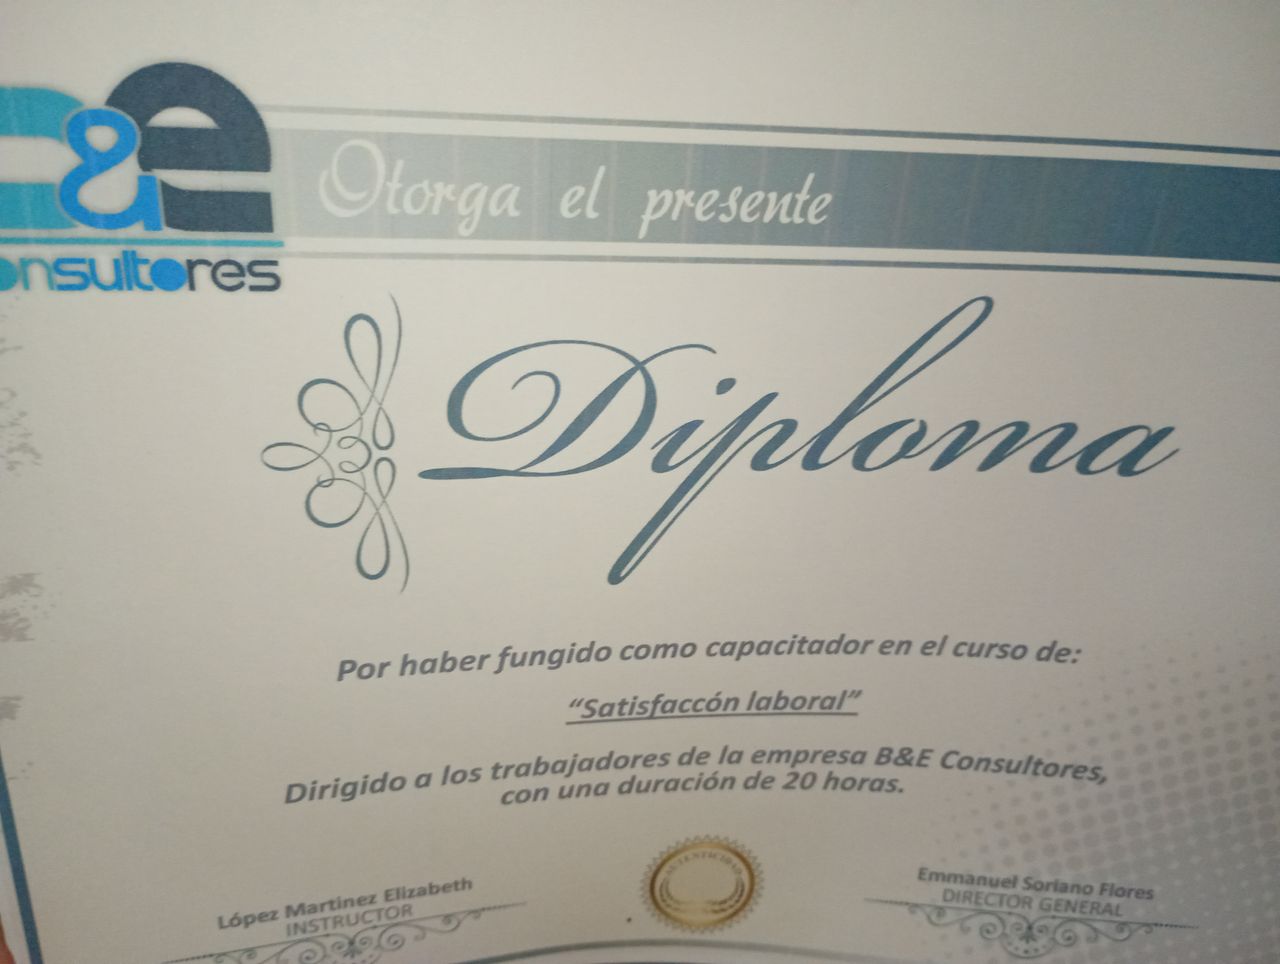 &e
onsultores
Otorga el presente
Diploma
Por haber fungido como capacitador en el curso de:
“Satisfaccón laboral”
Dirigido a los trabajadores de la empresa B&E Consultores,
con una duración de 20 horas.
AUTENTICIDAD
López Martinez Elizabeth
INSTRUCTOR
Emmanuel Soriano Flores
DIRECTOR GENERAL